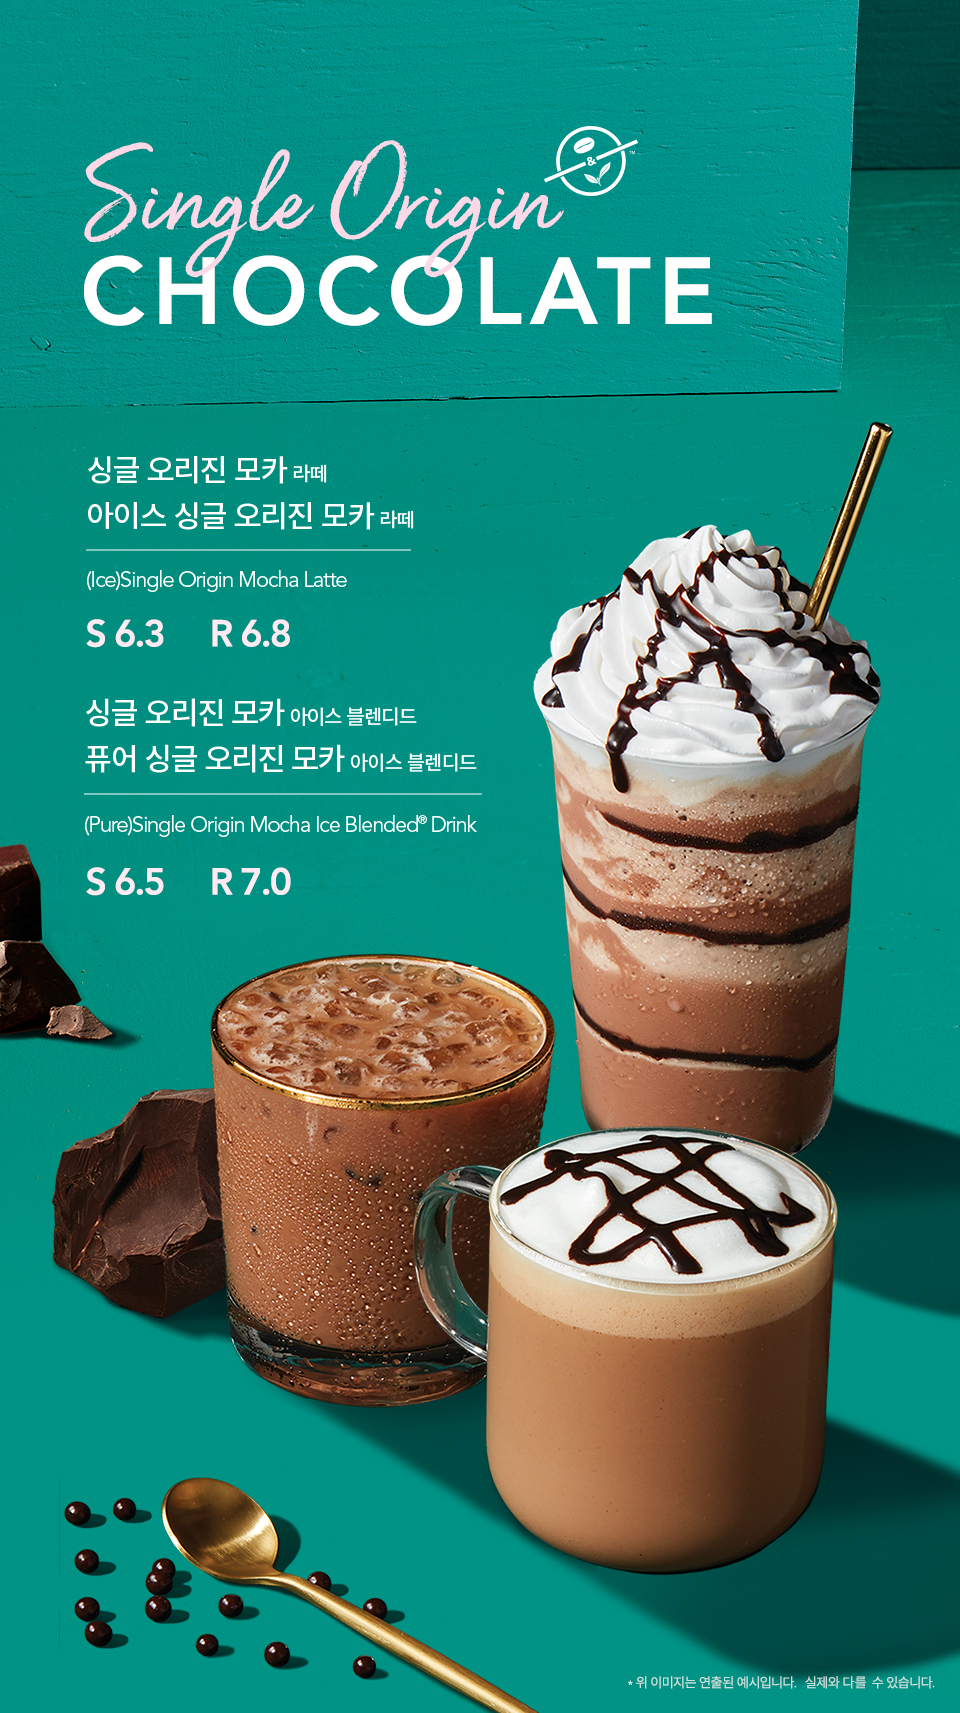 Single Origin
&
™
CHOCOLATE
싱글 오리진 모카 라떼
아이스 싱글 오리진 모카 라떼
(Ice)Single Origin Mocha Latte
S 6.3 R 6.8
싱글 오리진 모카 아이스 블렌디드
퓨어 싱글 오리진 모카 아이스 블렌디드
(Pure)Single Origin Mocha Ice Blended® Drink
S 6.5 R 7.0
* 위 이미지는 연출된 예시입니다. 실제와 다를 수 있습니다.